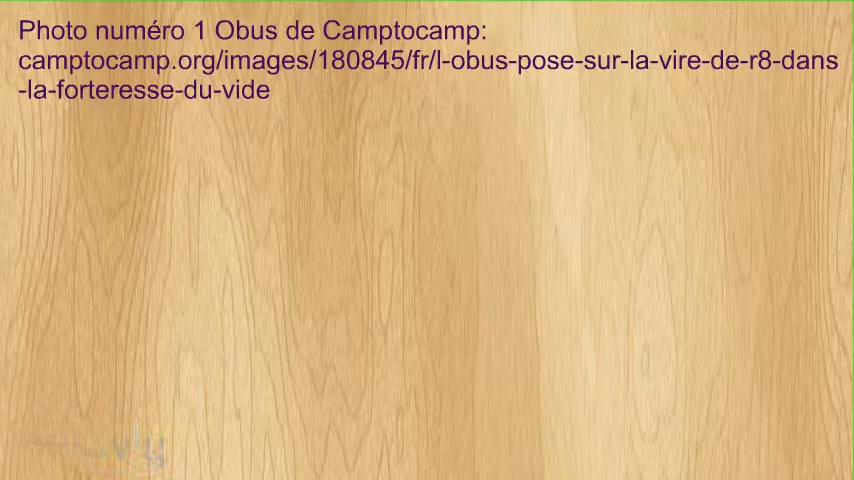 Photo numéro 1 Obus de Camptocamp:
camptocamp.org/images/180845/fr/l-obus-pose-sur-la-vire-de-r8-dans
-la-forteresse-du-vide